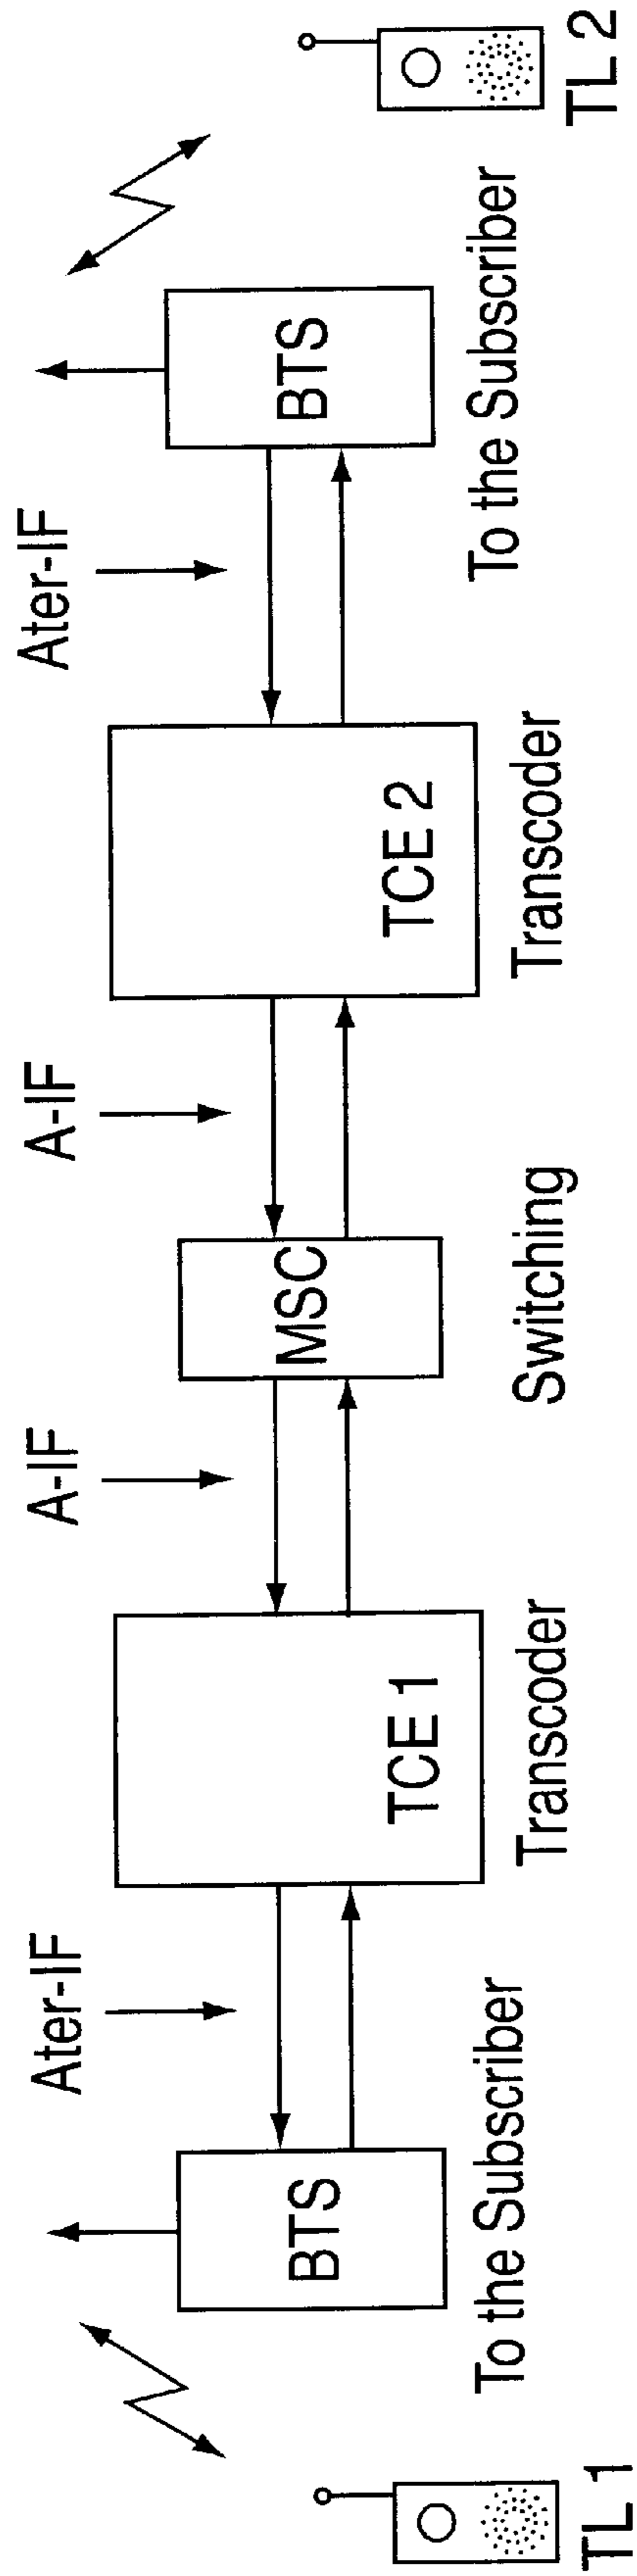 TL 1
BTS
To the Subscriber
Ater-IF
TCE 1
Transcoder
A-IF
MSC
Switching
A-IF
TCE 2
Transcoder
Ater-IF
BTS
To the Subscriber
TL 2